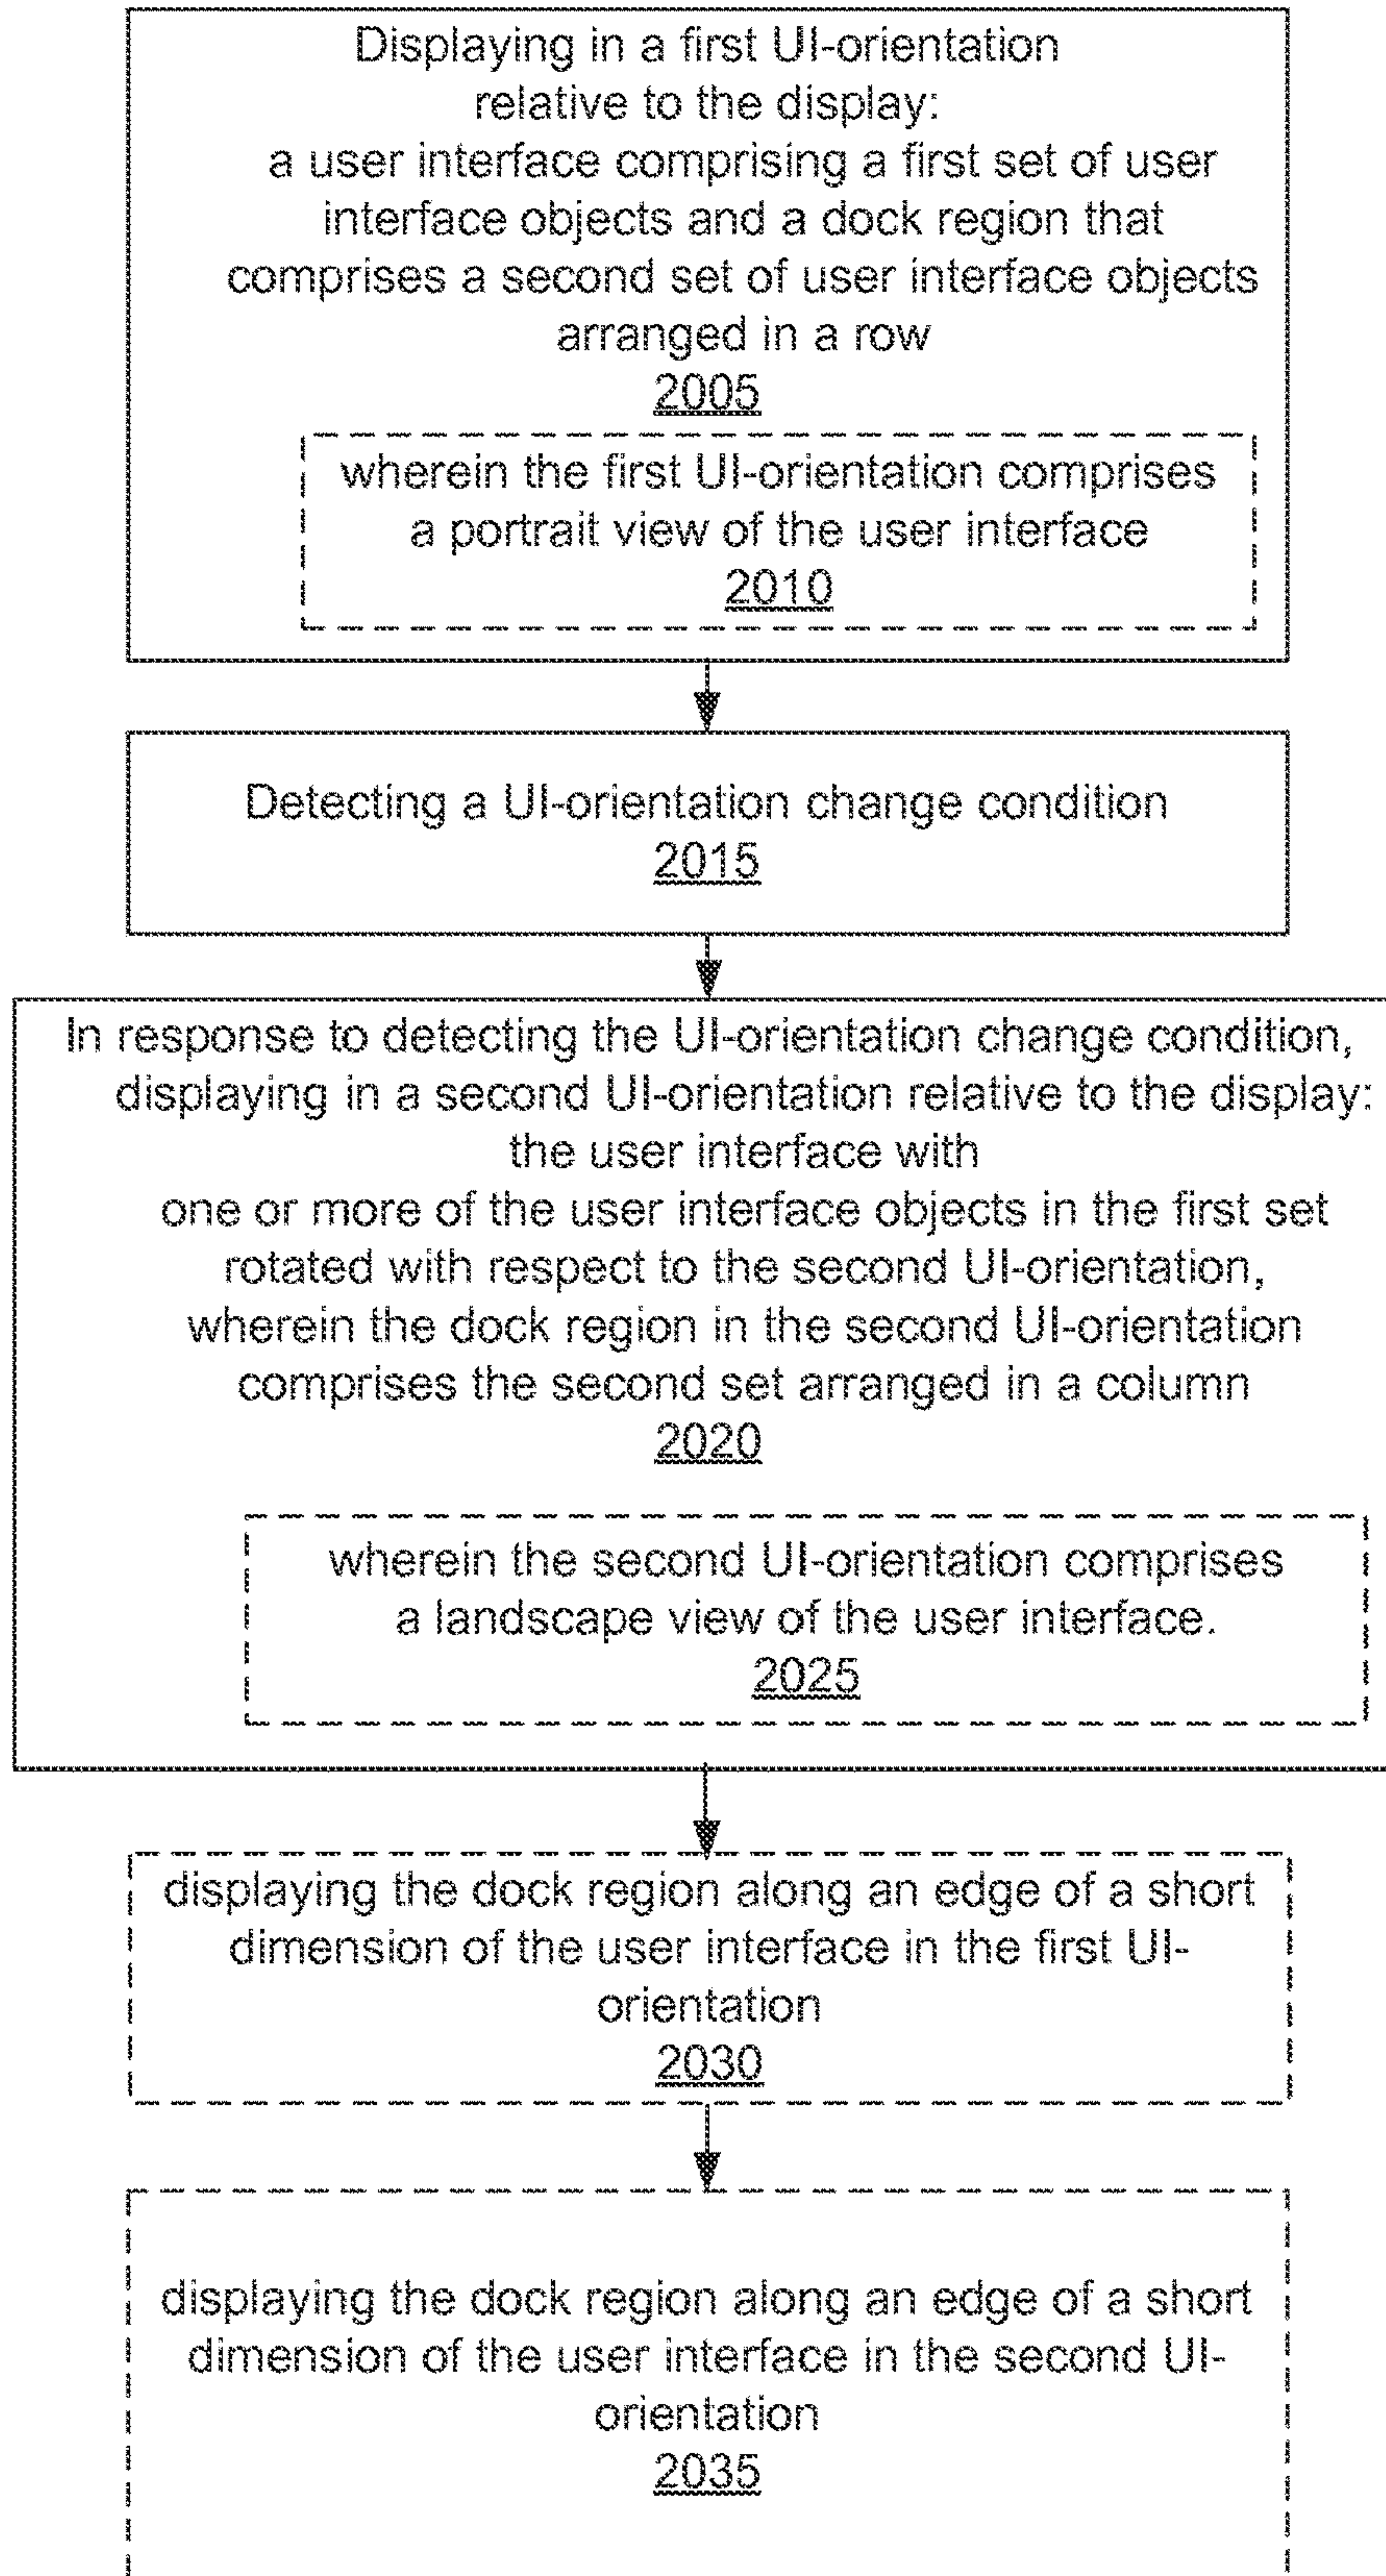 Displaying in a first UI-orientation
relative to the display:
a user interface comprising a first set of user
interface objects and a dock region that
comprises a second set of user interface objects
arranged in a row
2005
wherein the first UI-orientation comprises
a portrait view of the user interface
2010
Detecting a UI-orientation change condition
2015
In response to detecting the UI-orientation change condition,
displaying in a second UI-orientation relative to the display:
the user interface with
one or more of the user interface objects in the first set
rotated with respect to the second UI-orientation,
wherein the dock region in the second UI-orientation
comprises the second set arranged in a column
2020
wherein the second UI-orientation comprises
a landscape view of the user interface.
2025
displaying the dock region along an edge of a short
dimension of the user interface in the first UI-
orientation
2030
displaying the dock region along an edge of a short
dimension of the user interface in the second UI-
orientation
2035